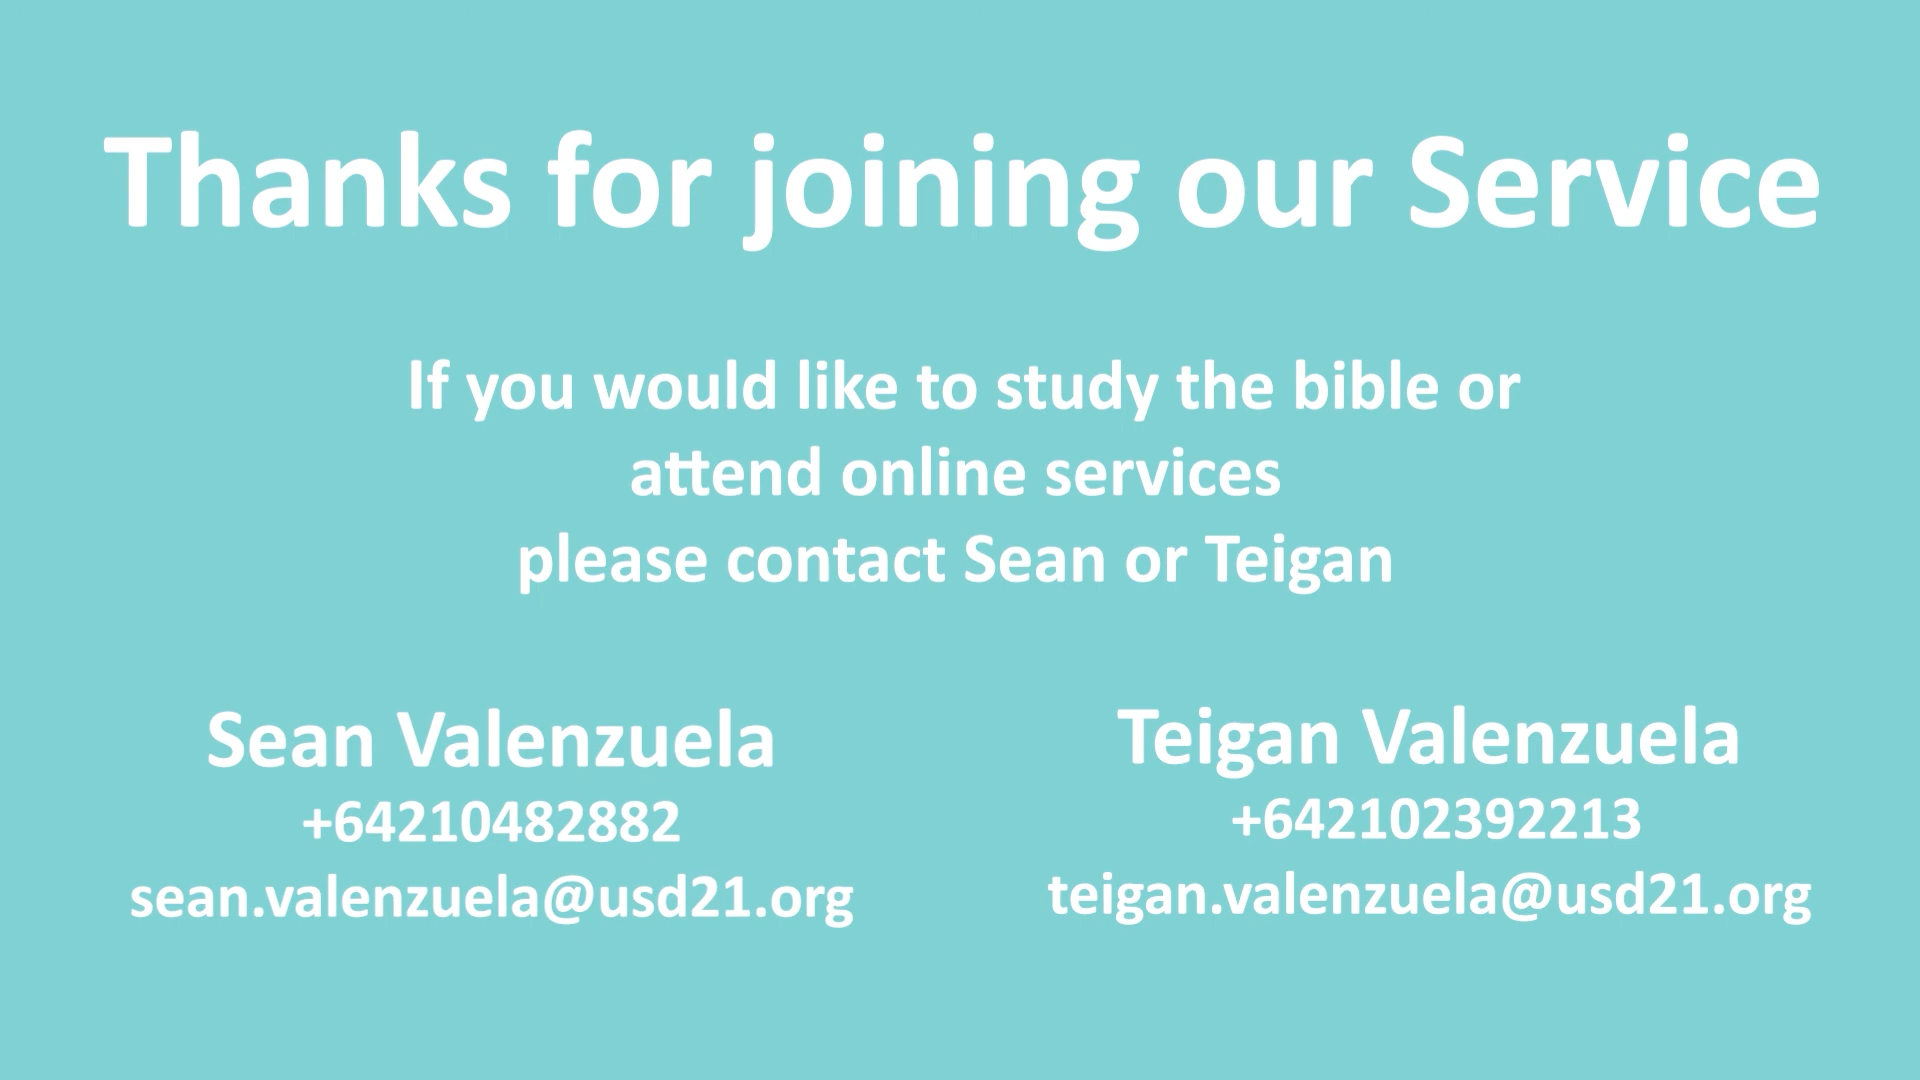 Thanks for joining our Service
If you would like to study the bible or
attend online services
please contact Sean or Teigan
Sean Valenzuela
+64210482882
sean.valenzuela@usd21.org
Teigan Valenzuela
+642102392213
teigan.valenzuela@usd21.org